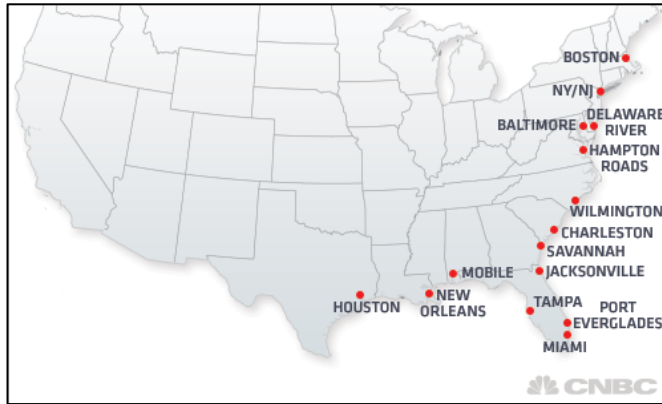 BOSTON
NY/NJ
BALTIMORE
DELAWARE
RIVER
HAMPTON
ROADS
WILMINGTON
CHARLESTON
SAVANNAH
JACKSONVILLE
MOBILE
HOUSTON
NEW
ORLEANS
TAMPA
PORT
EVERGLADES
MIAMI
CNBC